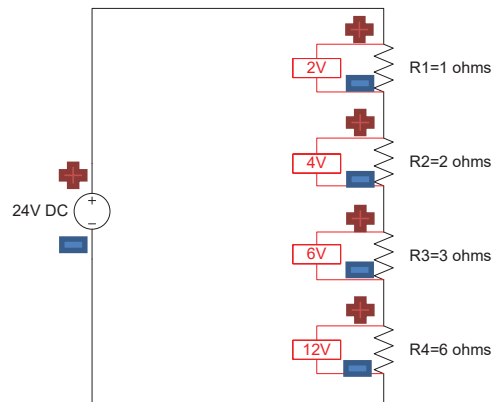 2V
R1=1 ohms
4V
R2=2 ohms
24V DC
6V
R3=3 ohms
12V
R4=6 ohms